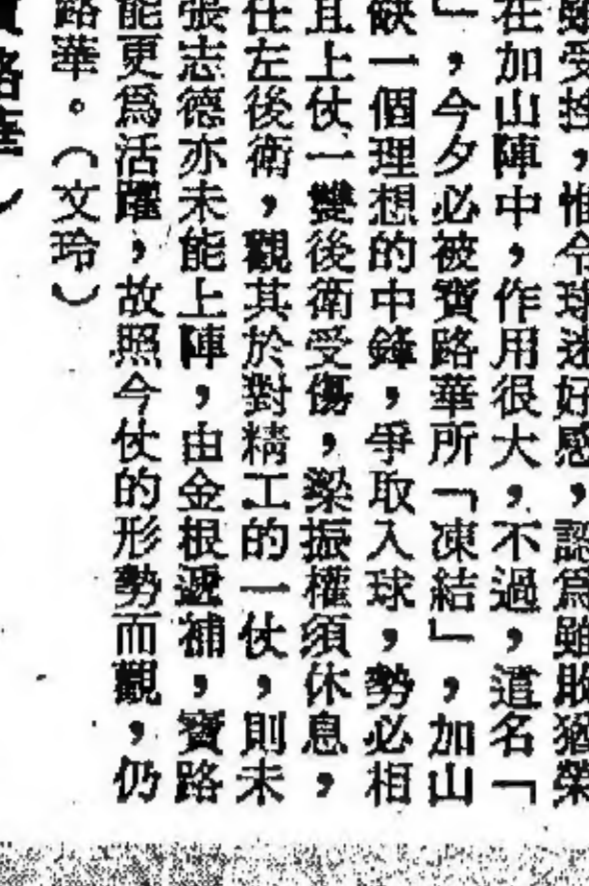 雖受挫，惟令球迷好感，認爲雖敗猶榮
在加山陣中，作用很大，不過，這名「
」，今夕必被寶路華所「凍結」，加山
缺一個理想的中鋒，爭取入球，勢必相
且上仗一雙後衛受傷，梁振權須休息，
任左後衛，觀其於對精工的一仗，則未
張志德亦未能上陣，由金根遞補，寶路
能更爲活躍，故照今仗的形勢而觀，仍
路華。（文玲）
寶路華）